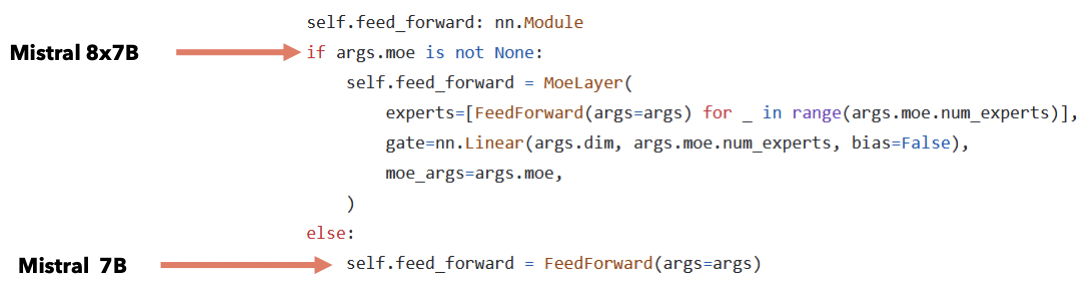 self.feed_forward: nn.Module
Mistral 8x7B
if args.moe is not None:
self.feed_forward = MoeLayer(
experts=[FeedForward(args=args) for _ in range(args.moe.num_experts)],
gate=nn.Linear(args.dim, args.moe.num_experts, bias=False),
moe_args=args.moe,
)
else:
Mistral 7B
self.feed_forward = FeedForward(args=args)